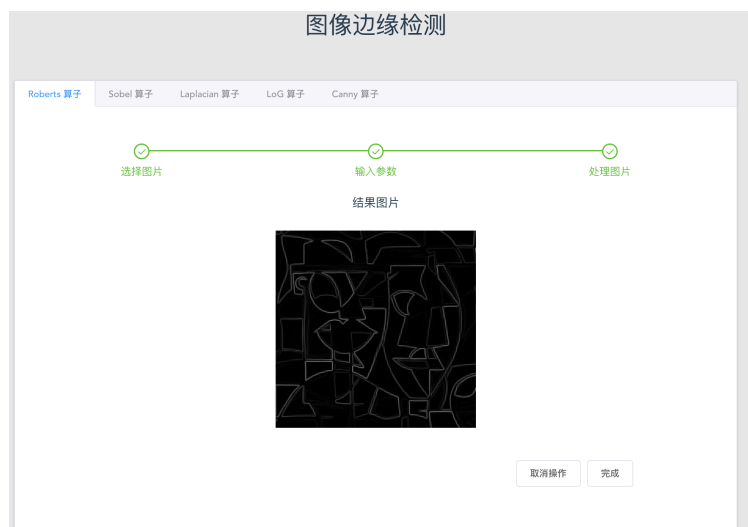 图像边缘检测
Roberts 算子 Sobel 算子 Laplacian 算子 LoG 算子 Canny 算子
选择图片 输入参数 处理图片
结果图片
取消操作 完成